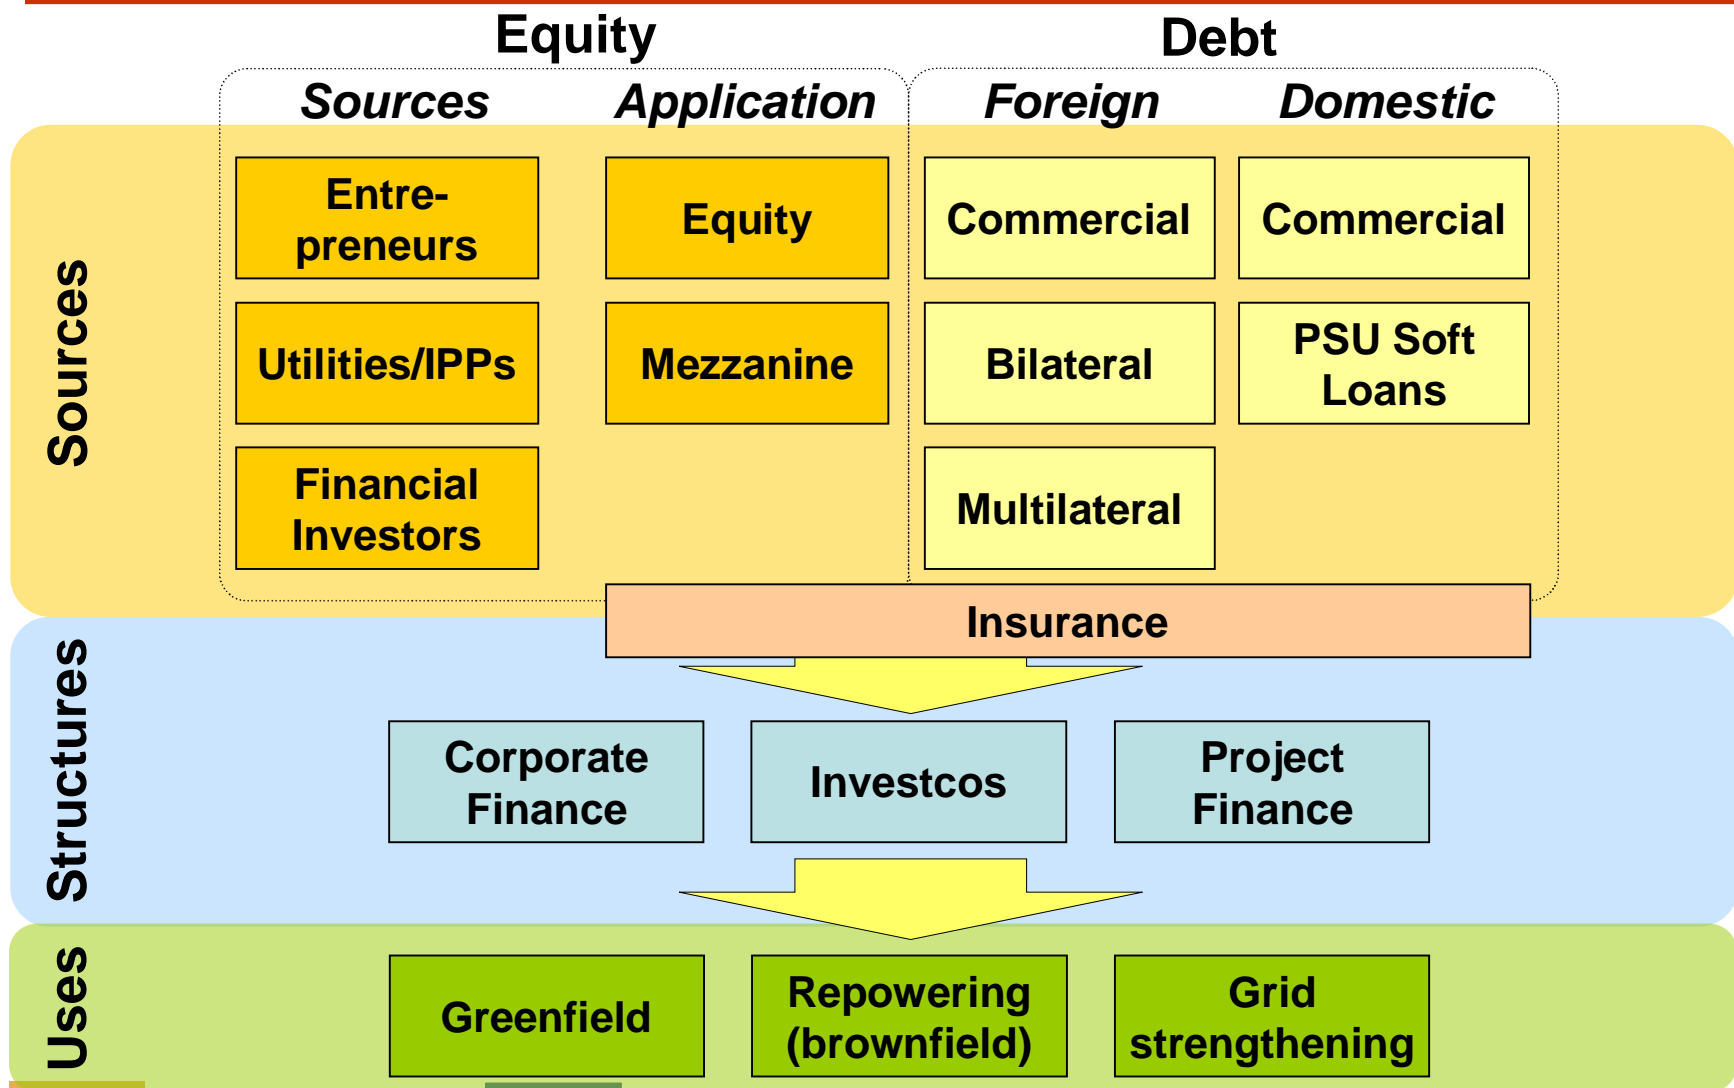 Equity
Debt
Sources
Application
Foreign
Domestic
Sources
Entre-
preneurs
Equity
Commercial
Commercial
Utilities/IPPs
Mezzanine
Bilateral
PSU Soft
Loans
Financial
Investors
Multilateral
Insurance
Structures
Corporate
Finance
Investcos
Project
Finance
Uses
Greenfield
Repowering
(brownfield)
Grid
strengthening